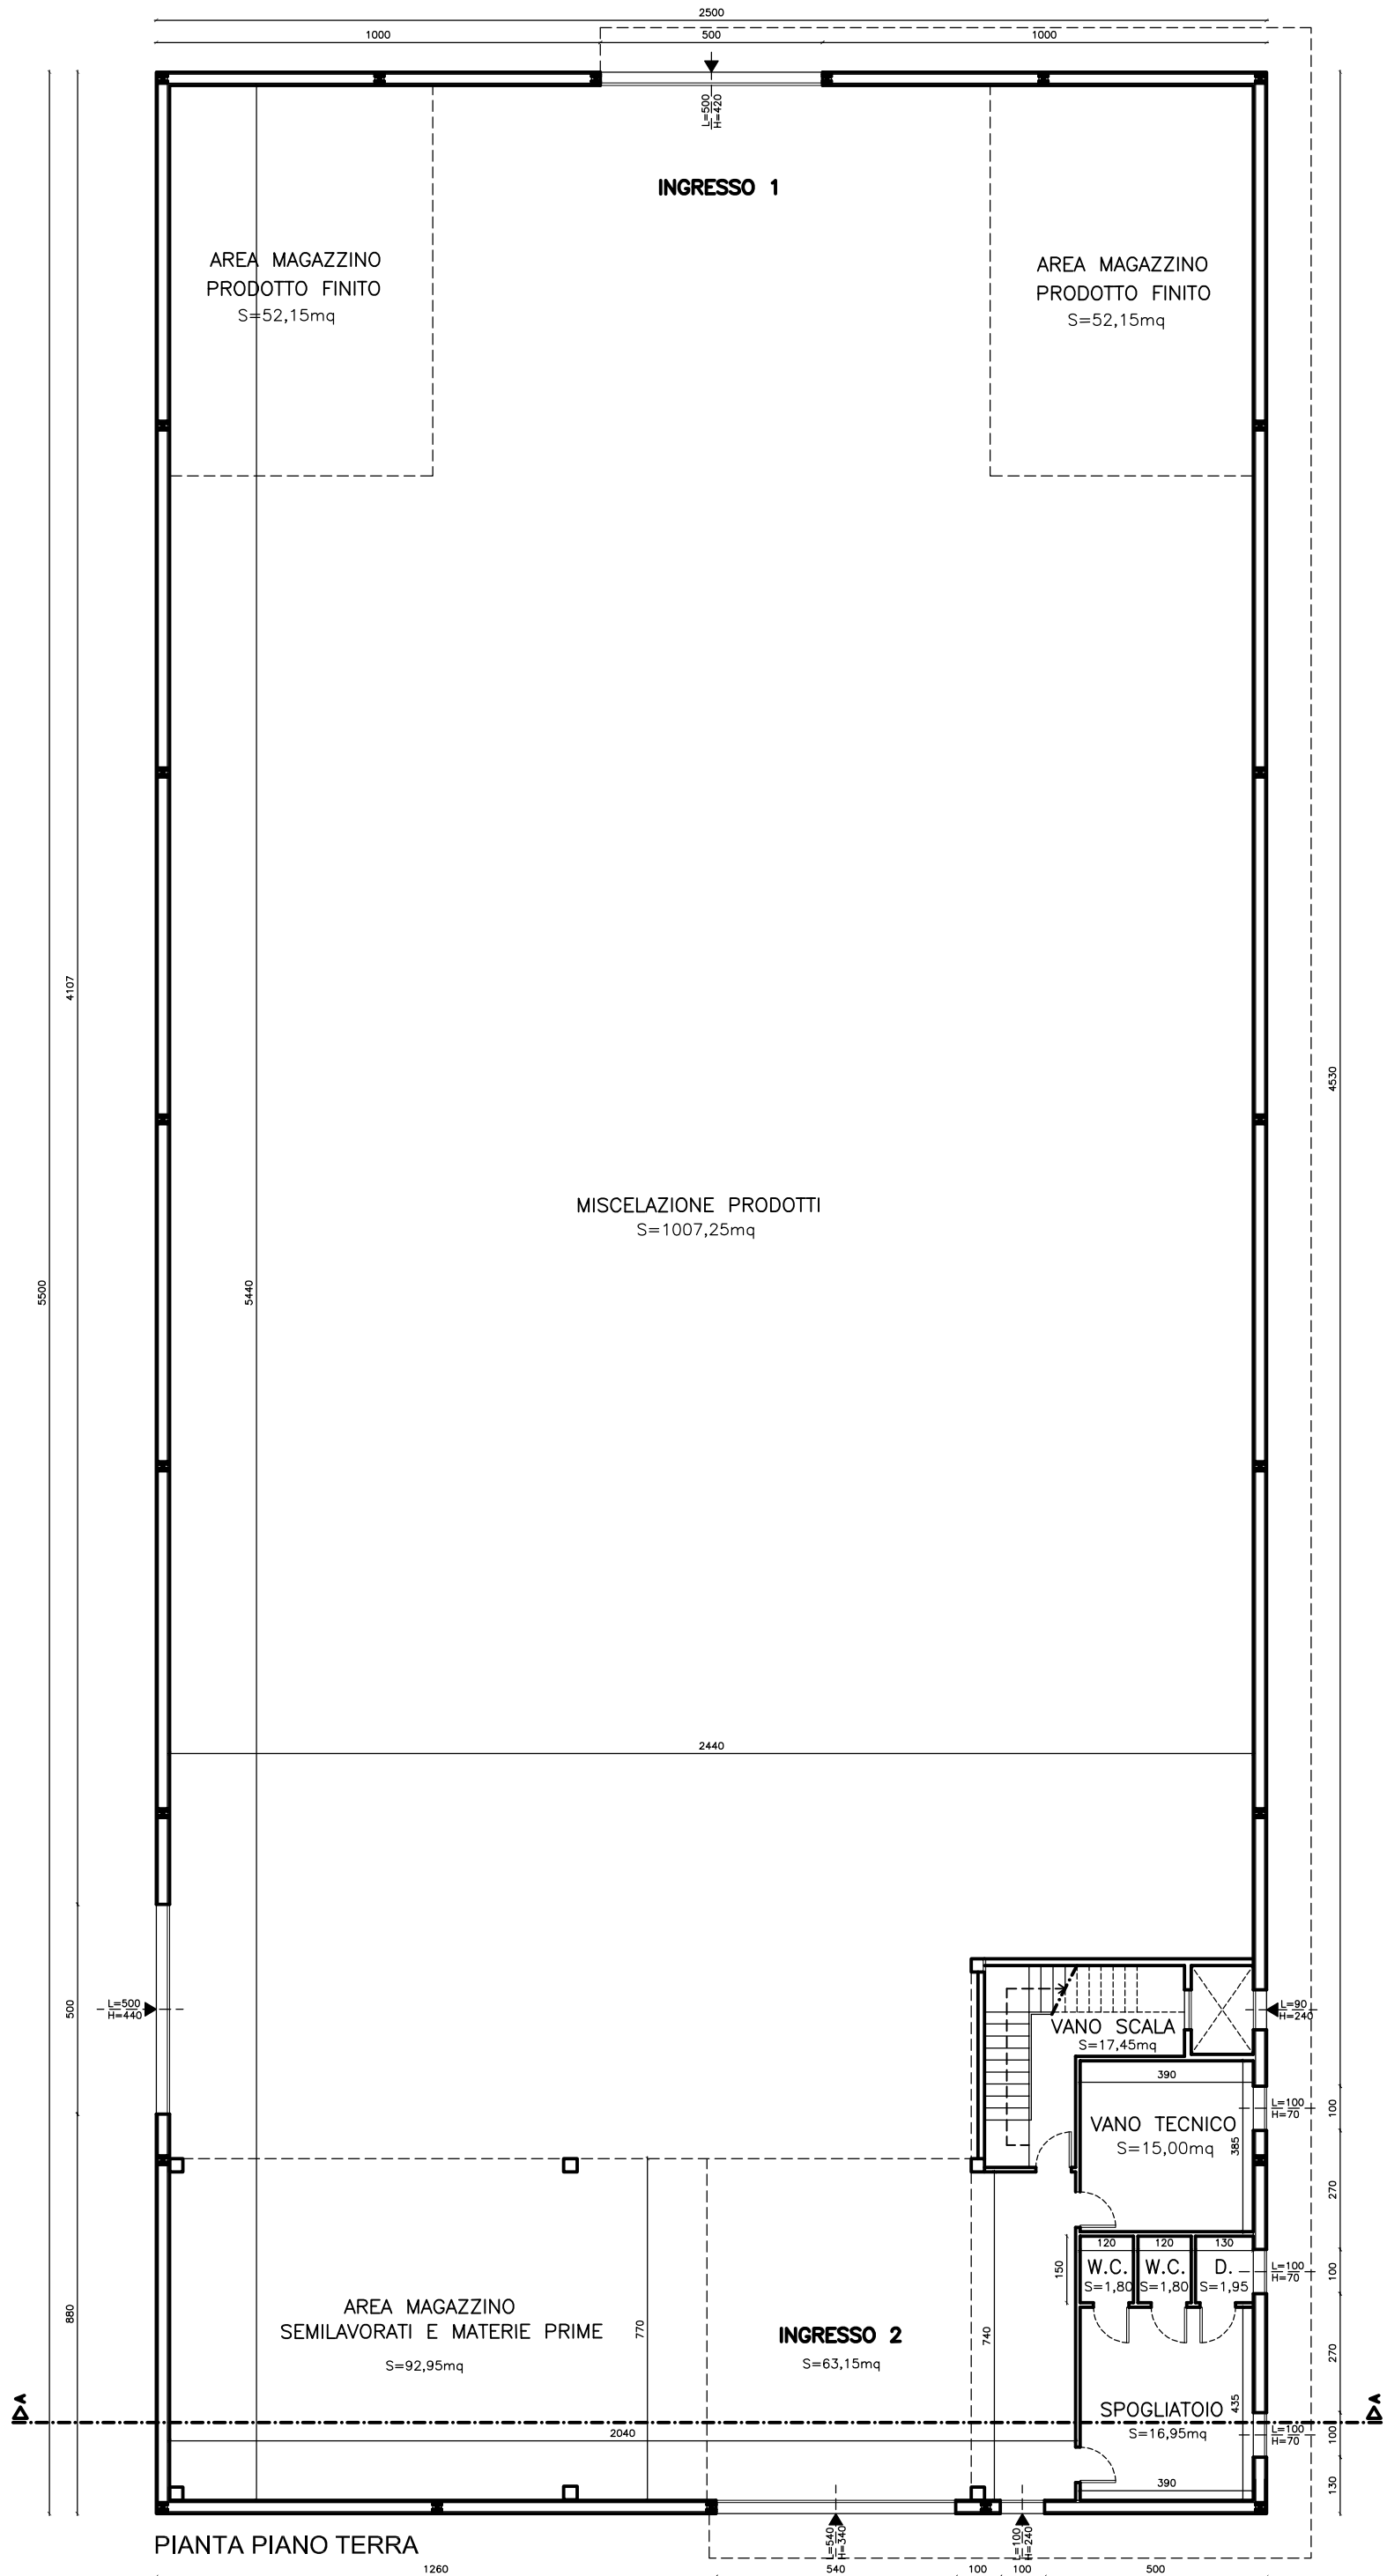 2500
1000
500
1000
L=500
H=420
INGRESSO 1
AREA MAGAZZINO
PRODOTTO FINITO
S=52,15mq
AREA MAGAZZINO
PRODOTTO FINITO
S=52,15mq
4107
4530
MISCELAZIONE PRODOTTI
S=1007,25mq
5500
5440
2440
500
L=500
H=440
L=90
H=240
VANO SCALA
S=17,45mq
390
L=100
H=70
100
VANO TECNICO
S=15,00mq
385
270
120
120
130
150
W.C.
S=1,80
W.C.
S=1,80
D.
S=1,95
L=100
H=70
100
880
AREA MAGAZZINO
SEMILAVORATI E MATERIE PRIME
S=92,95mq
770
INGRESSO 2
S=63,15mq
740
270
SPOGLIATOIO
S=16,95mq
435
A
A
2040
L=100
H=70
100
390
130
PIANTA PIANO TERRA
L=540
H=340
L=100
H=240
1260
540
100
100
500